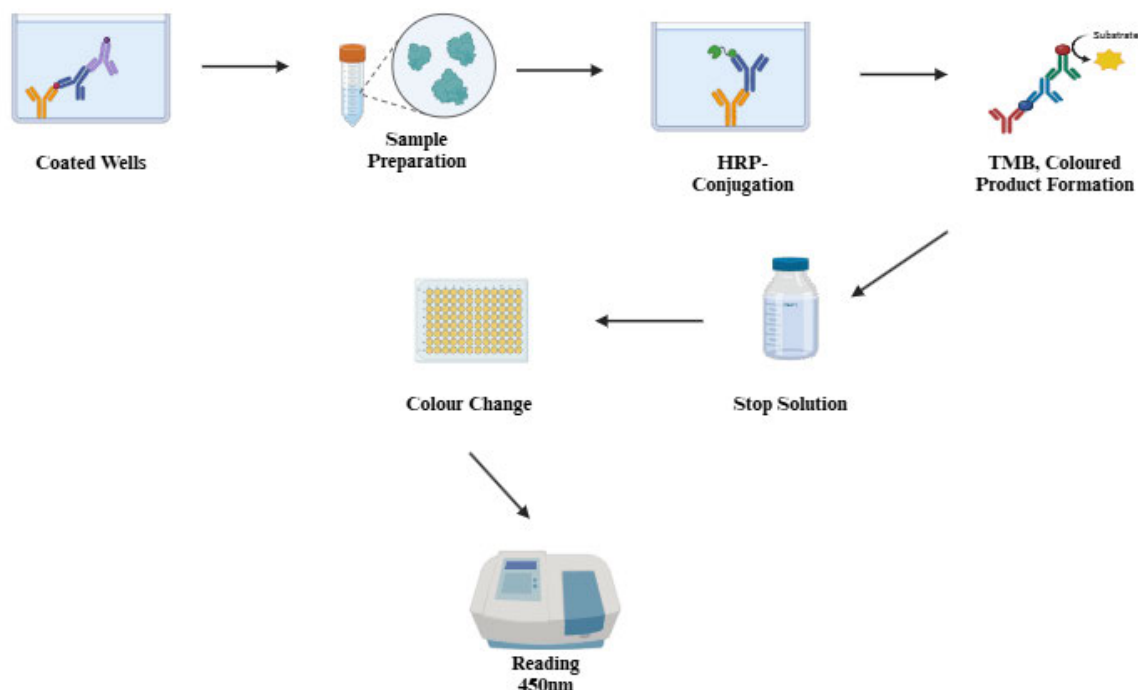 Substrate
Coated Wells
Sample
Preparation
HRP-
Conjugation
TMB, Coloured
Product Formation
Colour Change
Stop Solution
Reading
450nm